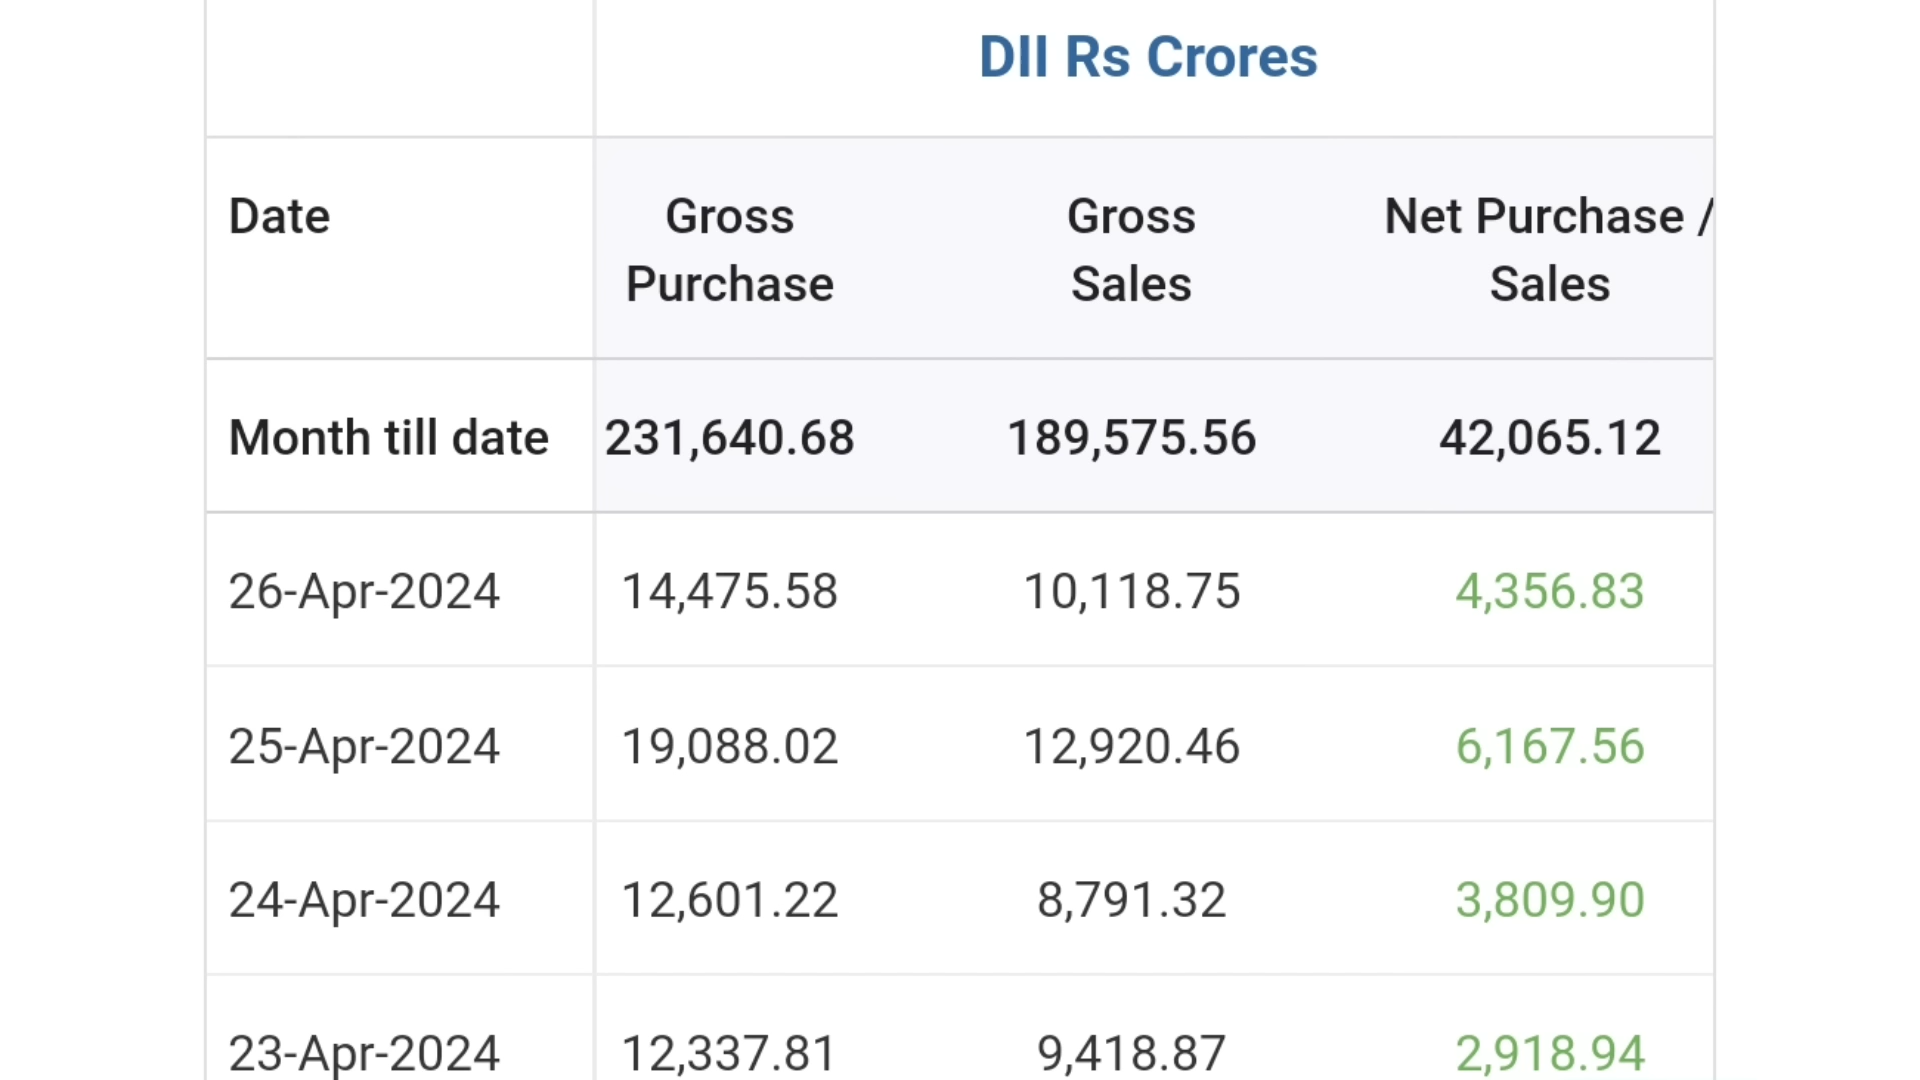 DII Rs Crores
Date Gross Purchase Gross Sales Net Purchase / Sales
Month till date 231,640.68 189,575.56 42,065.12
26-Apr-2024 14,475.58 10,118.75 4,356.83
25-Apr-2024 19,088.02 12,920.46 6,167.56
24-Apr-2024 12,601.22 8,791.32 3,809.90
23-Apr-2024 12,337.81 9,418.87 2,918.94